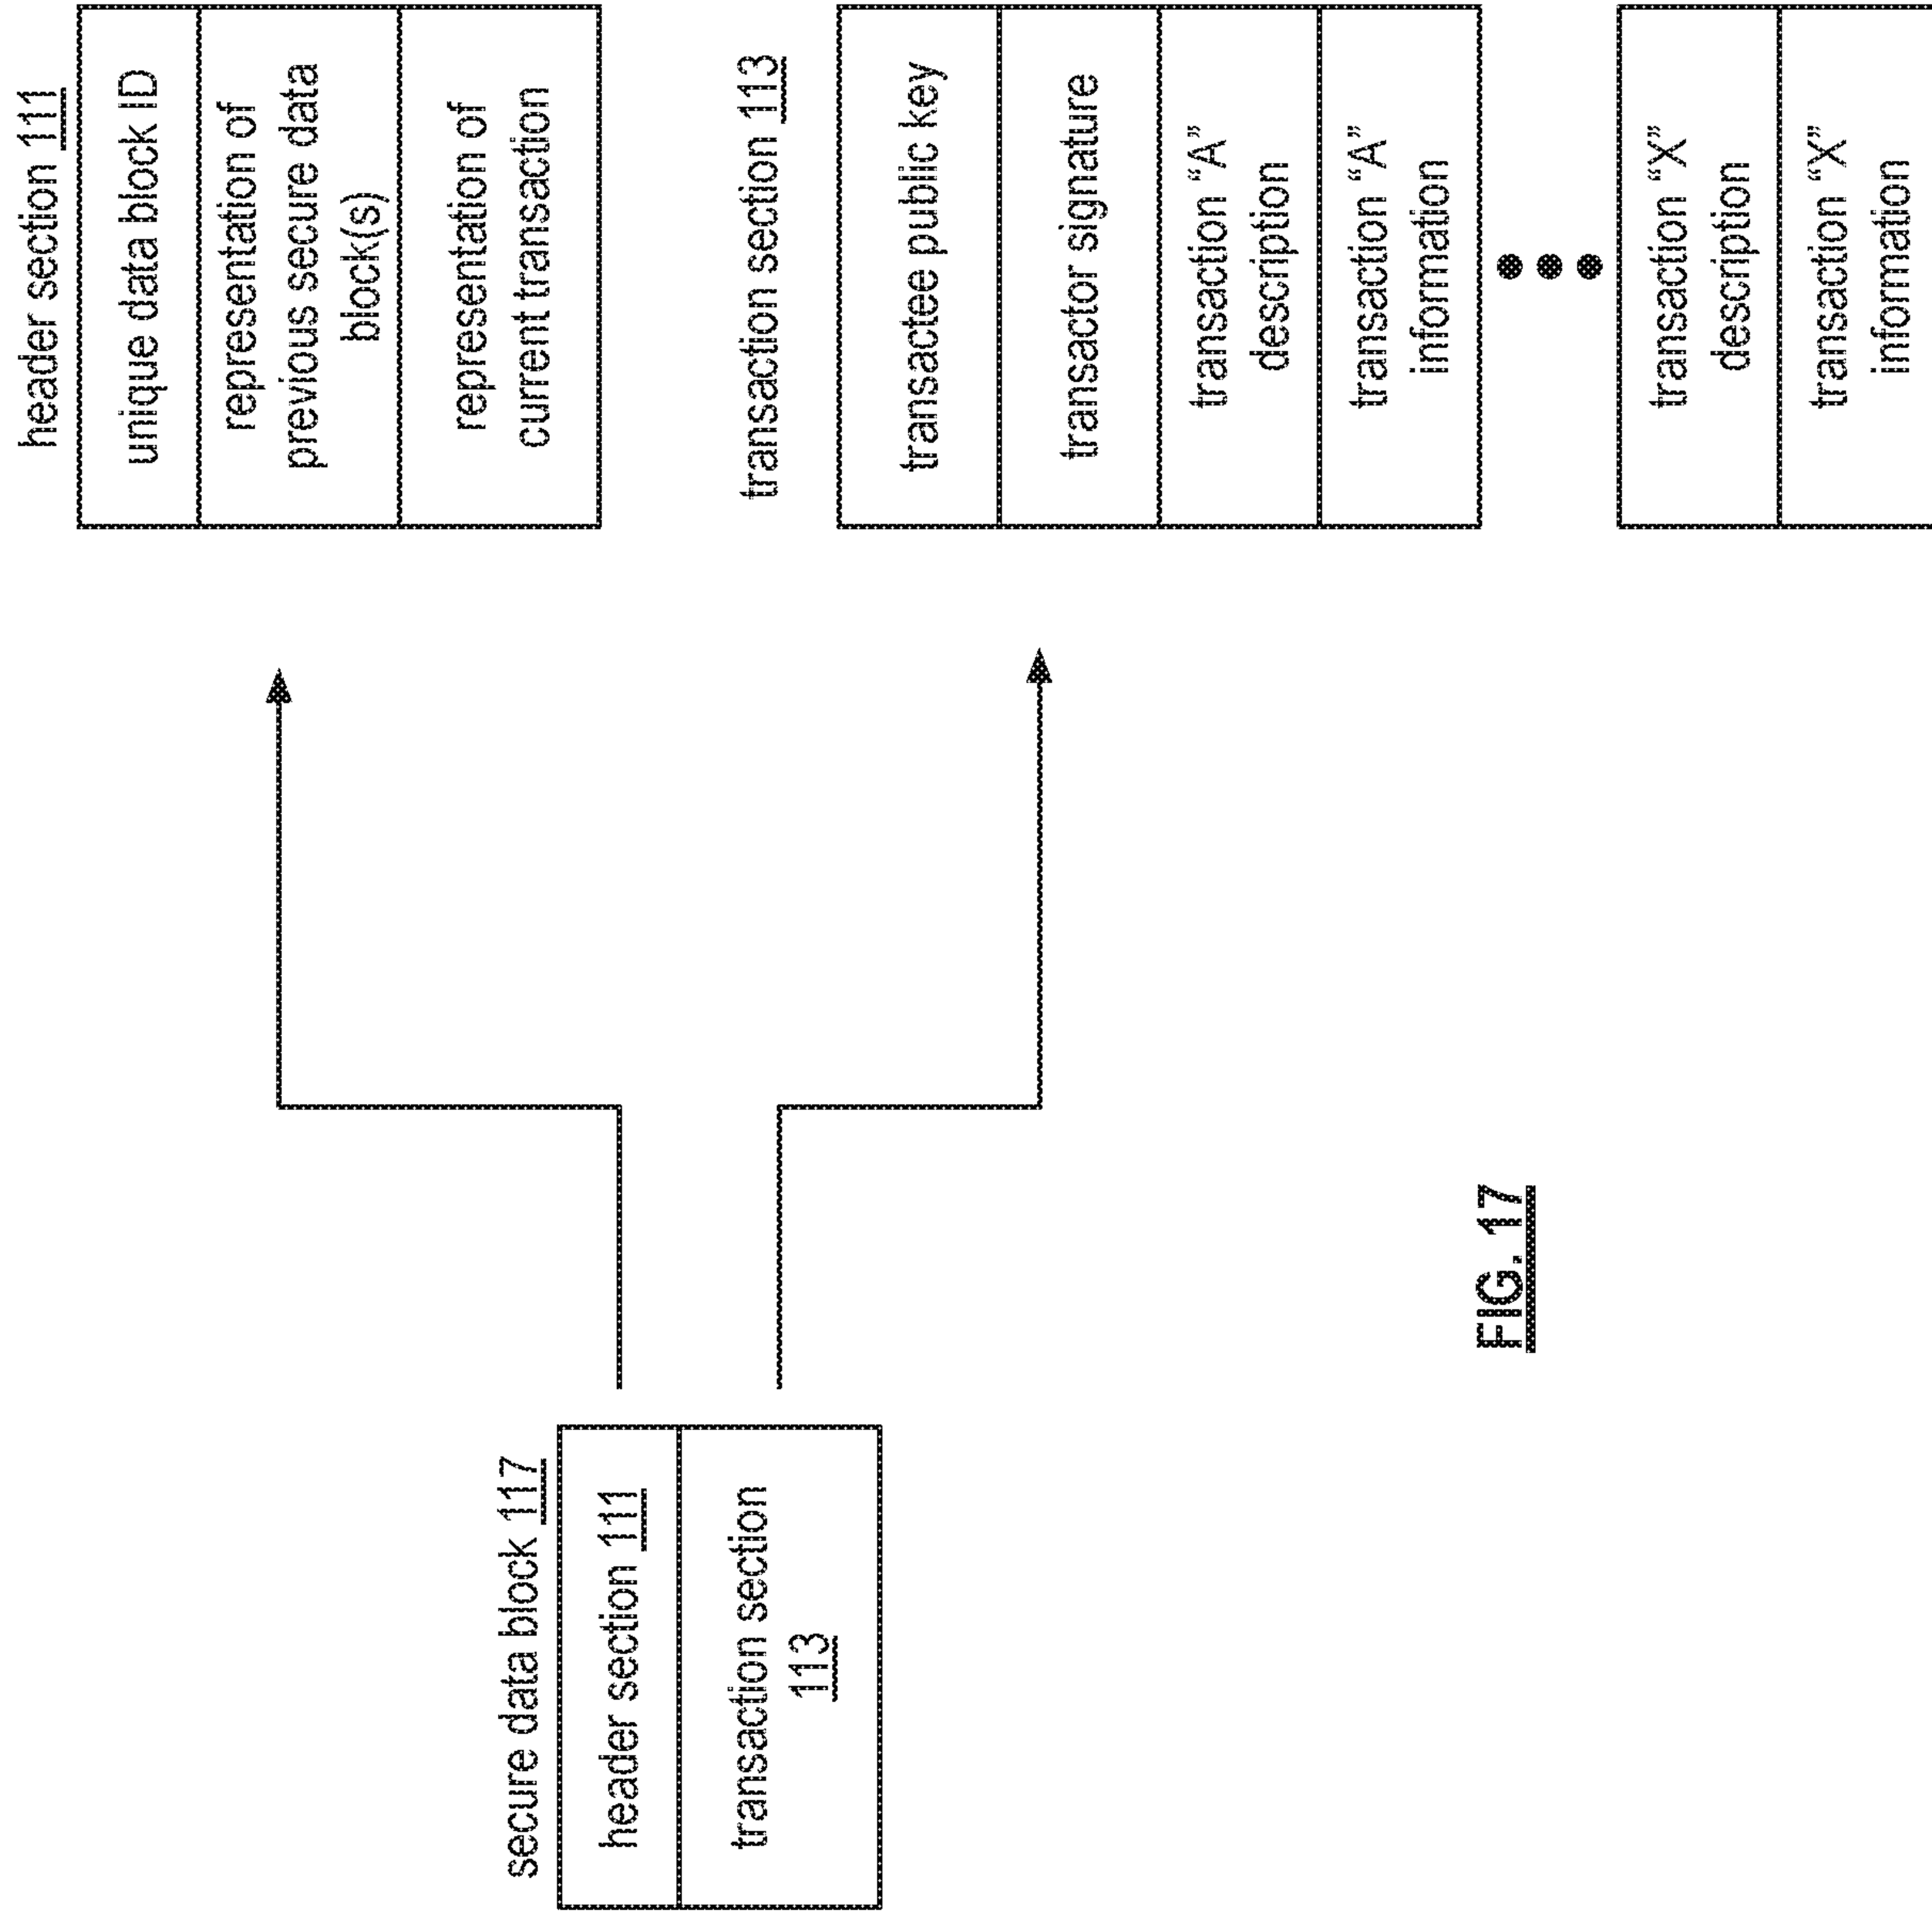 secure data block 117
header section 111
transaction section
113
header section 111
unique data block ID
representation of
previous secure data
block(s)
representation of
current transaction
transaction section 113
transactee public key
transactor signature
transaction “A”
description
transaction “A”
information
transaction “X”
description
transaction “X”
information
FIG. 17